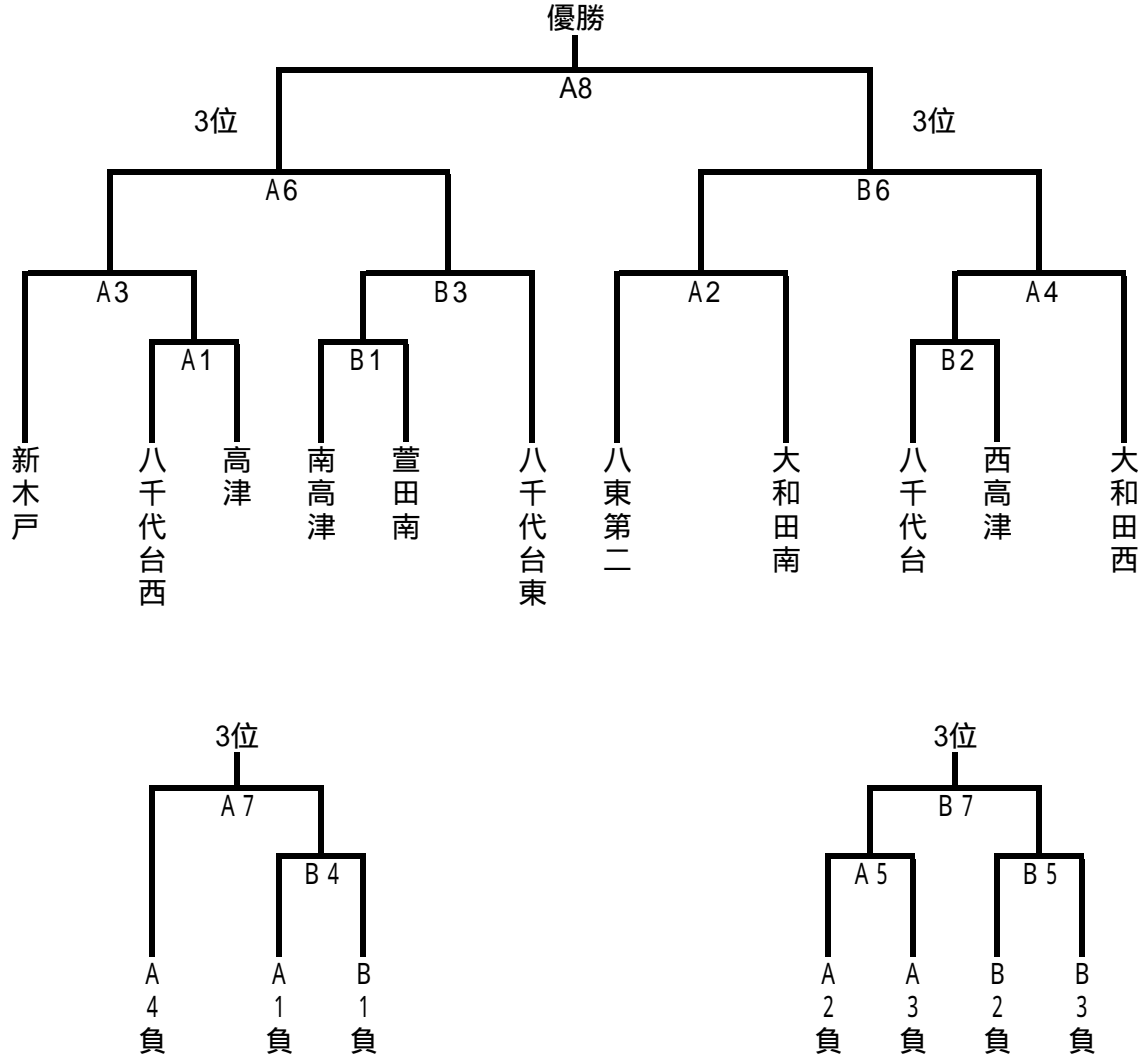 優勝
A8
3位
3位
A6
B6
A3
B3
A2
A4
A1
B1
B2
新木戸
八千代台西
高津
南高津
萱田南
八千代台東
八東第二
大和田南
八千代台
西高津
大和田西
3位
3位
A7
B7
B4
A5
B5
A4負
A1負
B1負
A2負
A3負
B2負
B3負